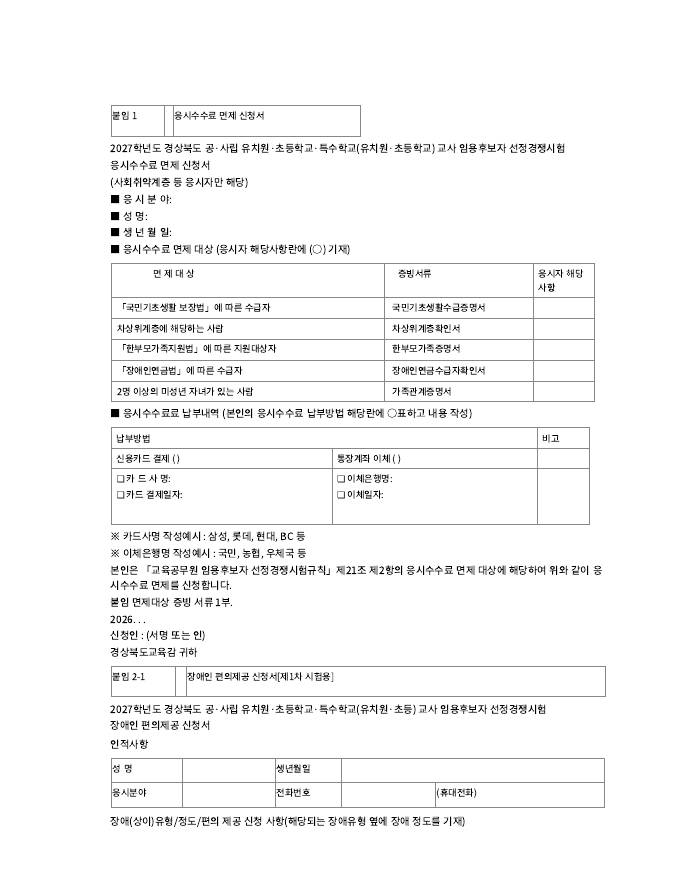 붙임 1 응시수수료 면제 신청서
2027학년도 경상북도 공·사립 유치원·초등학교·특수학교(유치원·초등학교) 교사 임용후보자 선정경쟁시험
응시수수료 면제 신청서
(사회취약계층 등 응시자만 해당)
■ 응 시 분 야:
■ 성 명:
■ 생 년 월 일:
■ 응시수수료 면제 대상 (응시자 해당사항란에 (○) 기재)
면 제 대 상 증빙서류 응시자 해당
사항
「국민기초생활 보장법」에 따른 수급자 국민기초생활수급증명서
차상위계층에 해당하는 사람 차상위계층확인서
「한부모가족지원법」에 따른 지원대상자 한부모가족증명서
「장애인연금법」에 따른 수급자 장애인연금수급자확인서
2명 이상의 미성년 자녀가 있는 사람 가족관계증명서
■ 응시수수료료 납부내역 (본인의 응시수수료 납부방법 해당란에 ○표하고 내용 작성)
납부방법 비고
신용카드 결제 ( ) 통장계좌 이체 ( )
❏카 드 사 명: ❏이체은행명:
❏카드 결제일자: ❏이체일자:
※ 카드사명 작성예시 : 삼성, 롯데, 현대, BC 등
※ 이체은행명 작성예시 : 국민, 농협, 우체국 등
본인은 「교육공무원 임용후보자 선정경쟁시험규칙」제21조 제2항의 응시수수료 면제 대상에 해당하여 위와 같이 응
시수수료 면제를 신청합니다.
붙임 면제대상 증빙 서류 1부.
2026. . .
신청인 : (서명 또는 인)
경상북도교육감 귀하
붙임 2-1 장애인 편의제공 신청서[제1차 시험용]
2027학년도 경상북도 공·사립 유치원·초등학교·특수학교(유치원·초등) 교사 임용후보자 선정경쟁시험
장애인 편의제공 신청서
인적사항
성 명 생년월일
응시분야 전화번호 (휴대전화)
장애(상이)유형/정도/편의 제공 신청 사항(해당되는 장애유형 옆에 장애 정도를 기재)